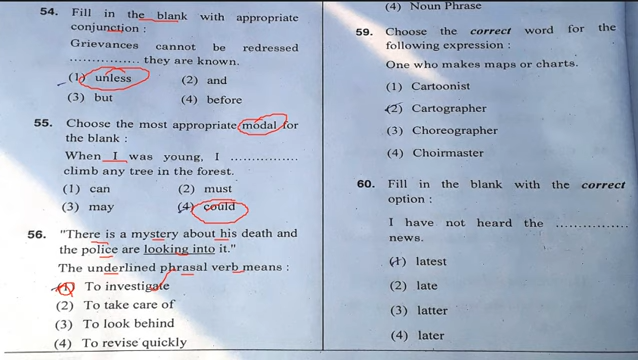 54. Fill in the blank with appropriate
conjunction :
Grievances cannot be redressed
............... they are known.
(1) unless (2) and
(3) but (4) before
55. Choose the most appropriate modal for
the blank :
When I was young, I ...............
climb any tree in the forest.
(1) can (2) must
(3) may (4) could
56. "There is a mystery about his death and
the police are looking into it."
The underlined phrasal verb means :
(1) To investigate
(2) To take care of
(3) To look behind
(4) To revise quickly
(4) Noun Phrase
59. Choose the correct word for the
following expression :
One who makes maps or charts.
(1) Cartoonist
(2) Cartographer
(3) Choreographer
(4) Choirmaster
60. Fill in the blank with the correct
option :
I have not heard the ...............
news.
(1) latest
(2) late
(3) latter
(4) later